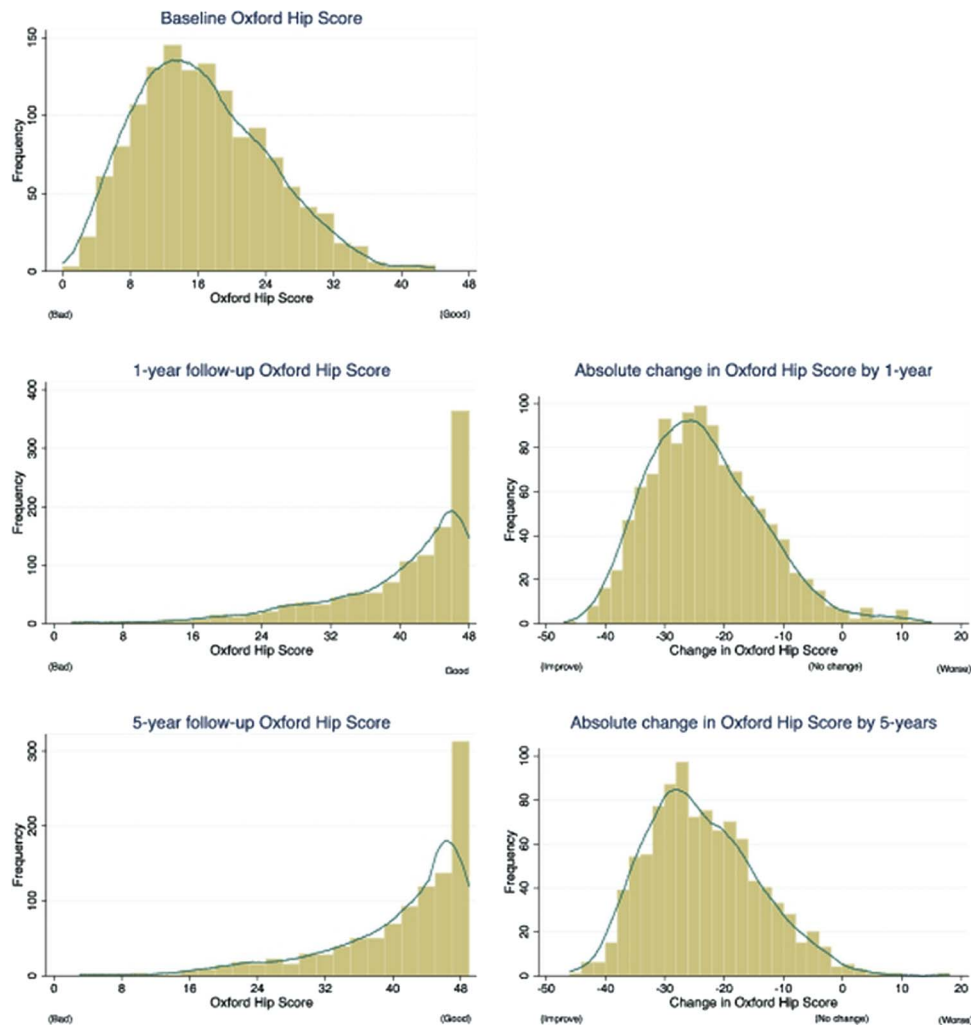 Baseline Oxford Hip Score
150
100
50
0
Frequency
0 8 16 24 32 40 48
Oxford Hip Score
(Bad) (Good)
1-year follow-up Oxford Hip Score
400
300
200
100
0
Frequency
0 8 16 24 32 40 48
Oxford Hip Score
(Bad) Good
Absolute change in Oxford Hip Score by 1-year
100
80
60
40
20
0
Frequency
-50 -40 -30 -20 -10 0 10 20
Change in Oxford Hip Score
(Improve) (No change) (Worse)
5-year follow-up Oxford Hip Score
300
200
100
0
Frequency
0 8 16 24 32 40 48
Oxford Hip Score
(Bad) (Good)
Absolute change in Oxford Hip Score by 5-years
100
80
60
40
20
0
Frequency
-50 -40 -30 -20 -10 0 10 20
Change in Oxford Hip Score
(Improve) (No change) (Worse)